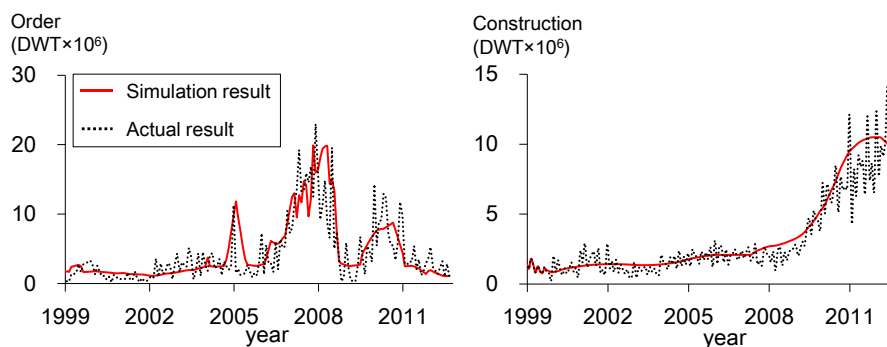 Order
(DWT×10⁶)
30
20
10
0
Simulation result
Actual result
1999
2002
2005
2008
2011
year
Construction
(DWT×10⁶)
15
10
5
0
1999
2002
2005
2008
2011
year